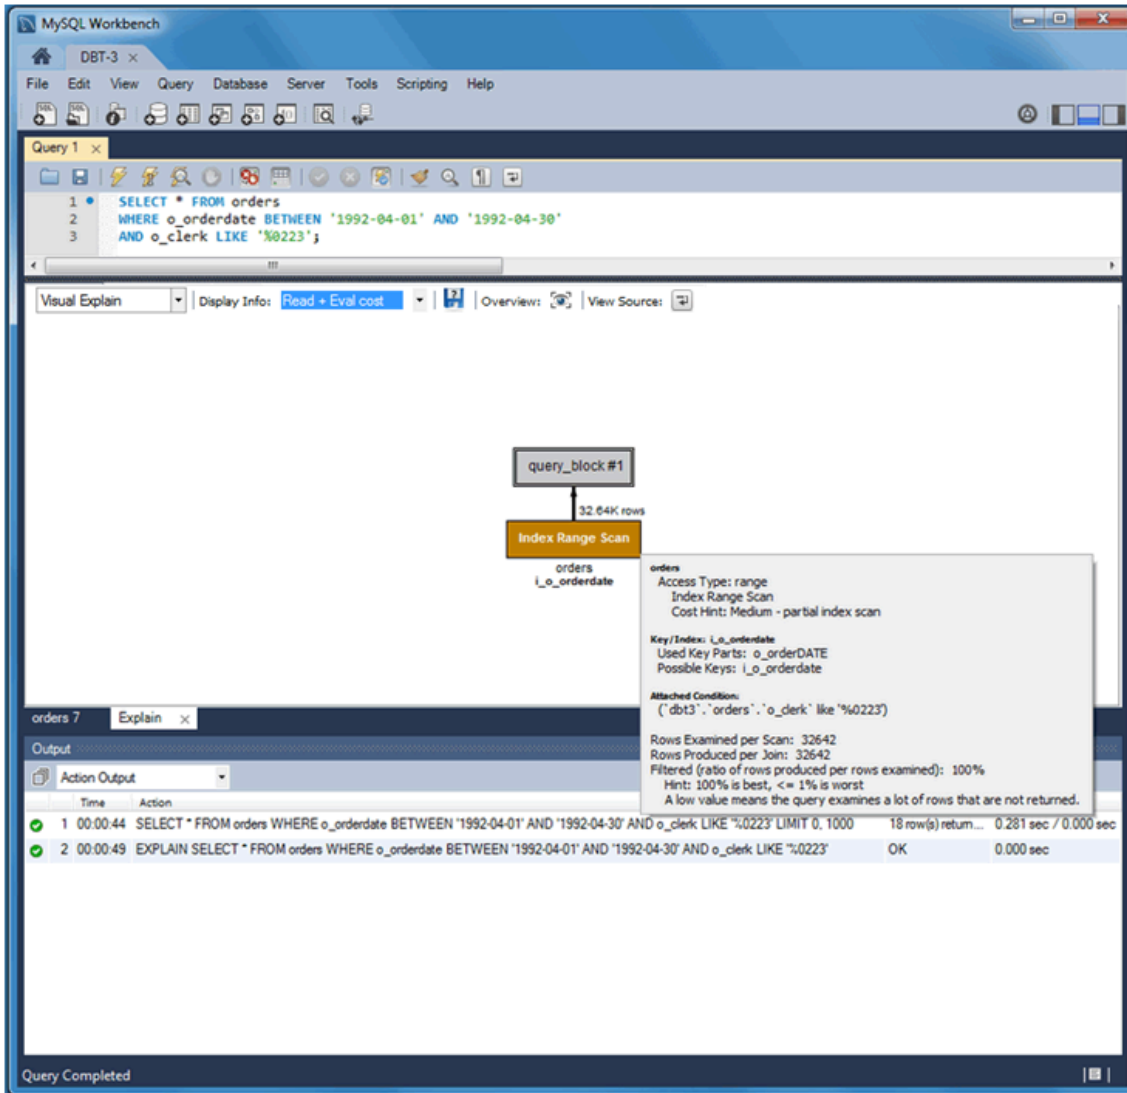 MySQL Workbench
DBT-3
File Edit View Query Database Server Tools Scripting Help
Query 1
1 SELECT * FROM orders
2 WHERE o_orderdate BETWEEN '1992-04-01' AND '1992-04-30'
3 AND o_clerk LIKE '%0223';
Visual Explain Display Info: Read + Eval cost Overview: View Source:
query_block #1
32.64K rows
Index Range Scan
orders
i_o_orderdate
orders
Access Type: range
Index Range Scan
Cost Hint: Medium - partial index scan
Key/Index: i_o_orderdate
Used Key Parts: o_orderDATE
Possible Keys: i_o_orderdate
Attached Condition:
(`dbt3`.`orders`.`o_clerk` like '%0223')
Rows Examined per Scan: 32642
Rows Produced per Join: 32642
Filtered (ratio of rows produced per rows examined): 100%
Hint: 100% is best, <= 1% is worst
A low value means the query examines a lot of rows that are not returned.
orders 7 Explain
Output
Action Output
Time Action
1 00:00:44 SELECT * FROM orders WHERE o_orderdate BETWEEN '1992-04-01' AND '1992-04-30' AND o_clerk LIKE '%0223' LIMIT 0, 1000 18 row(s) return... 0.281 sec / 0.000 sec
2 00:00:49 EXPLAIN SELECT * FROM orders WHERE o_orderdate BETWEEN '1992-04-01' AND '1992-04-30' AND o_clerk LIKE '%0223' OK 0.000 sec
Query Completed